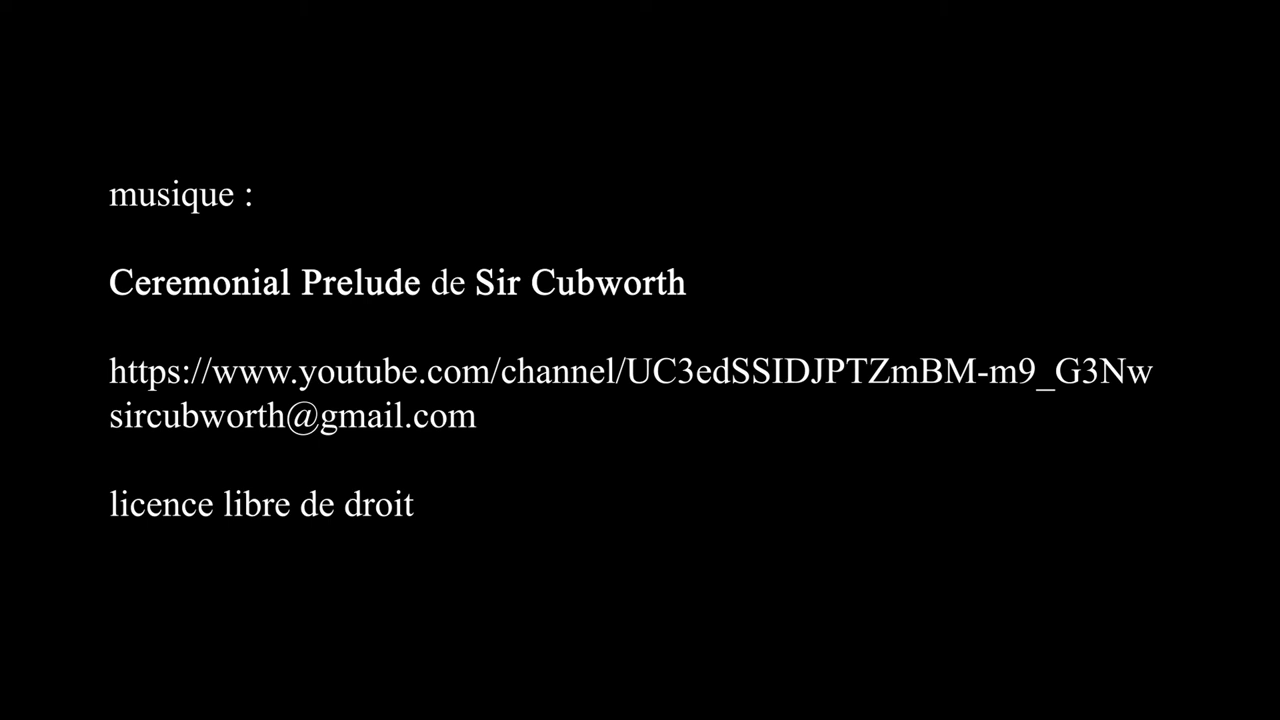 musique :
Ceremonial Prelude de Sir Cubworth
https://www.youtube.com/channel/UC3edSSIDJPTZmBM-m9_G3Nw
sircubworth@gmail.com
licence libre de droit